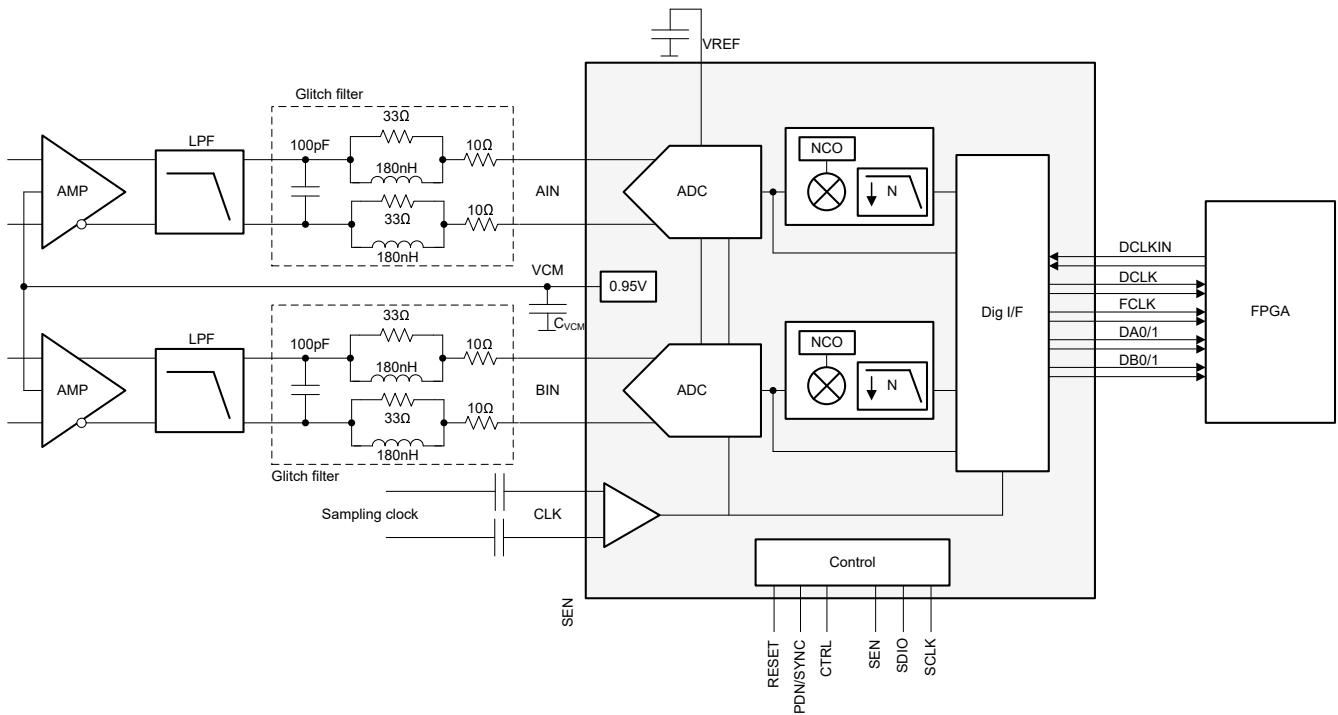 VREF
Glitch filter
33Ω
LPF
100pF
10Ω
180nH
AMP
33Ω
10Ω
180nH
AIN
ADC
NCO
N
VCM
0.95V
CVCM
Dig I/F
DCLKIN
DCLK
FCLK
DA0/1
DB0/1
FPGA
33Ω
LPF
100pF
10Ω
180nH
AMP
33Ω
10Ω
180nH
BIN
ADC
NCO
N
Glitch filter
Sampling clock
CLK
Control
SEN
RESET
PDN/SYNC
CTRL
SEN
SDIO
SCLK